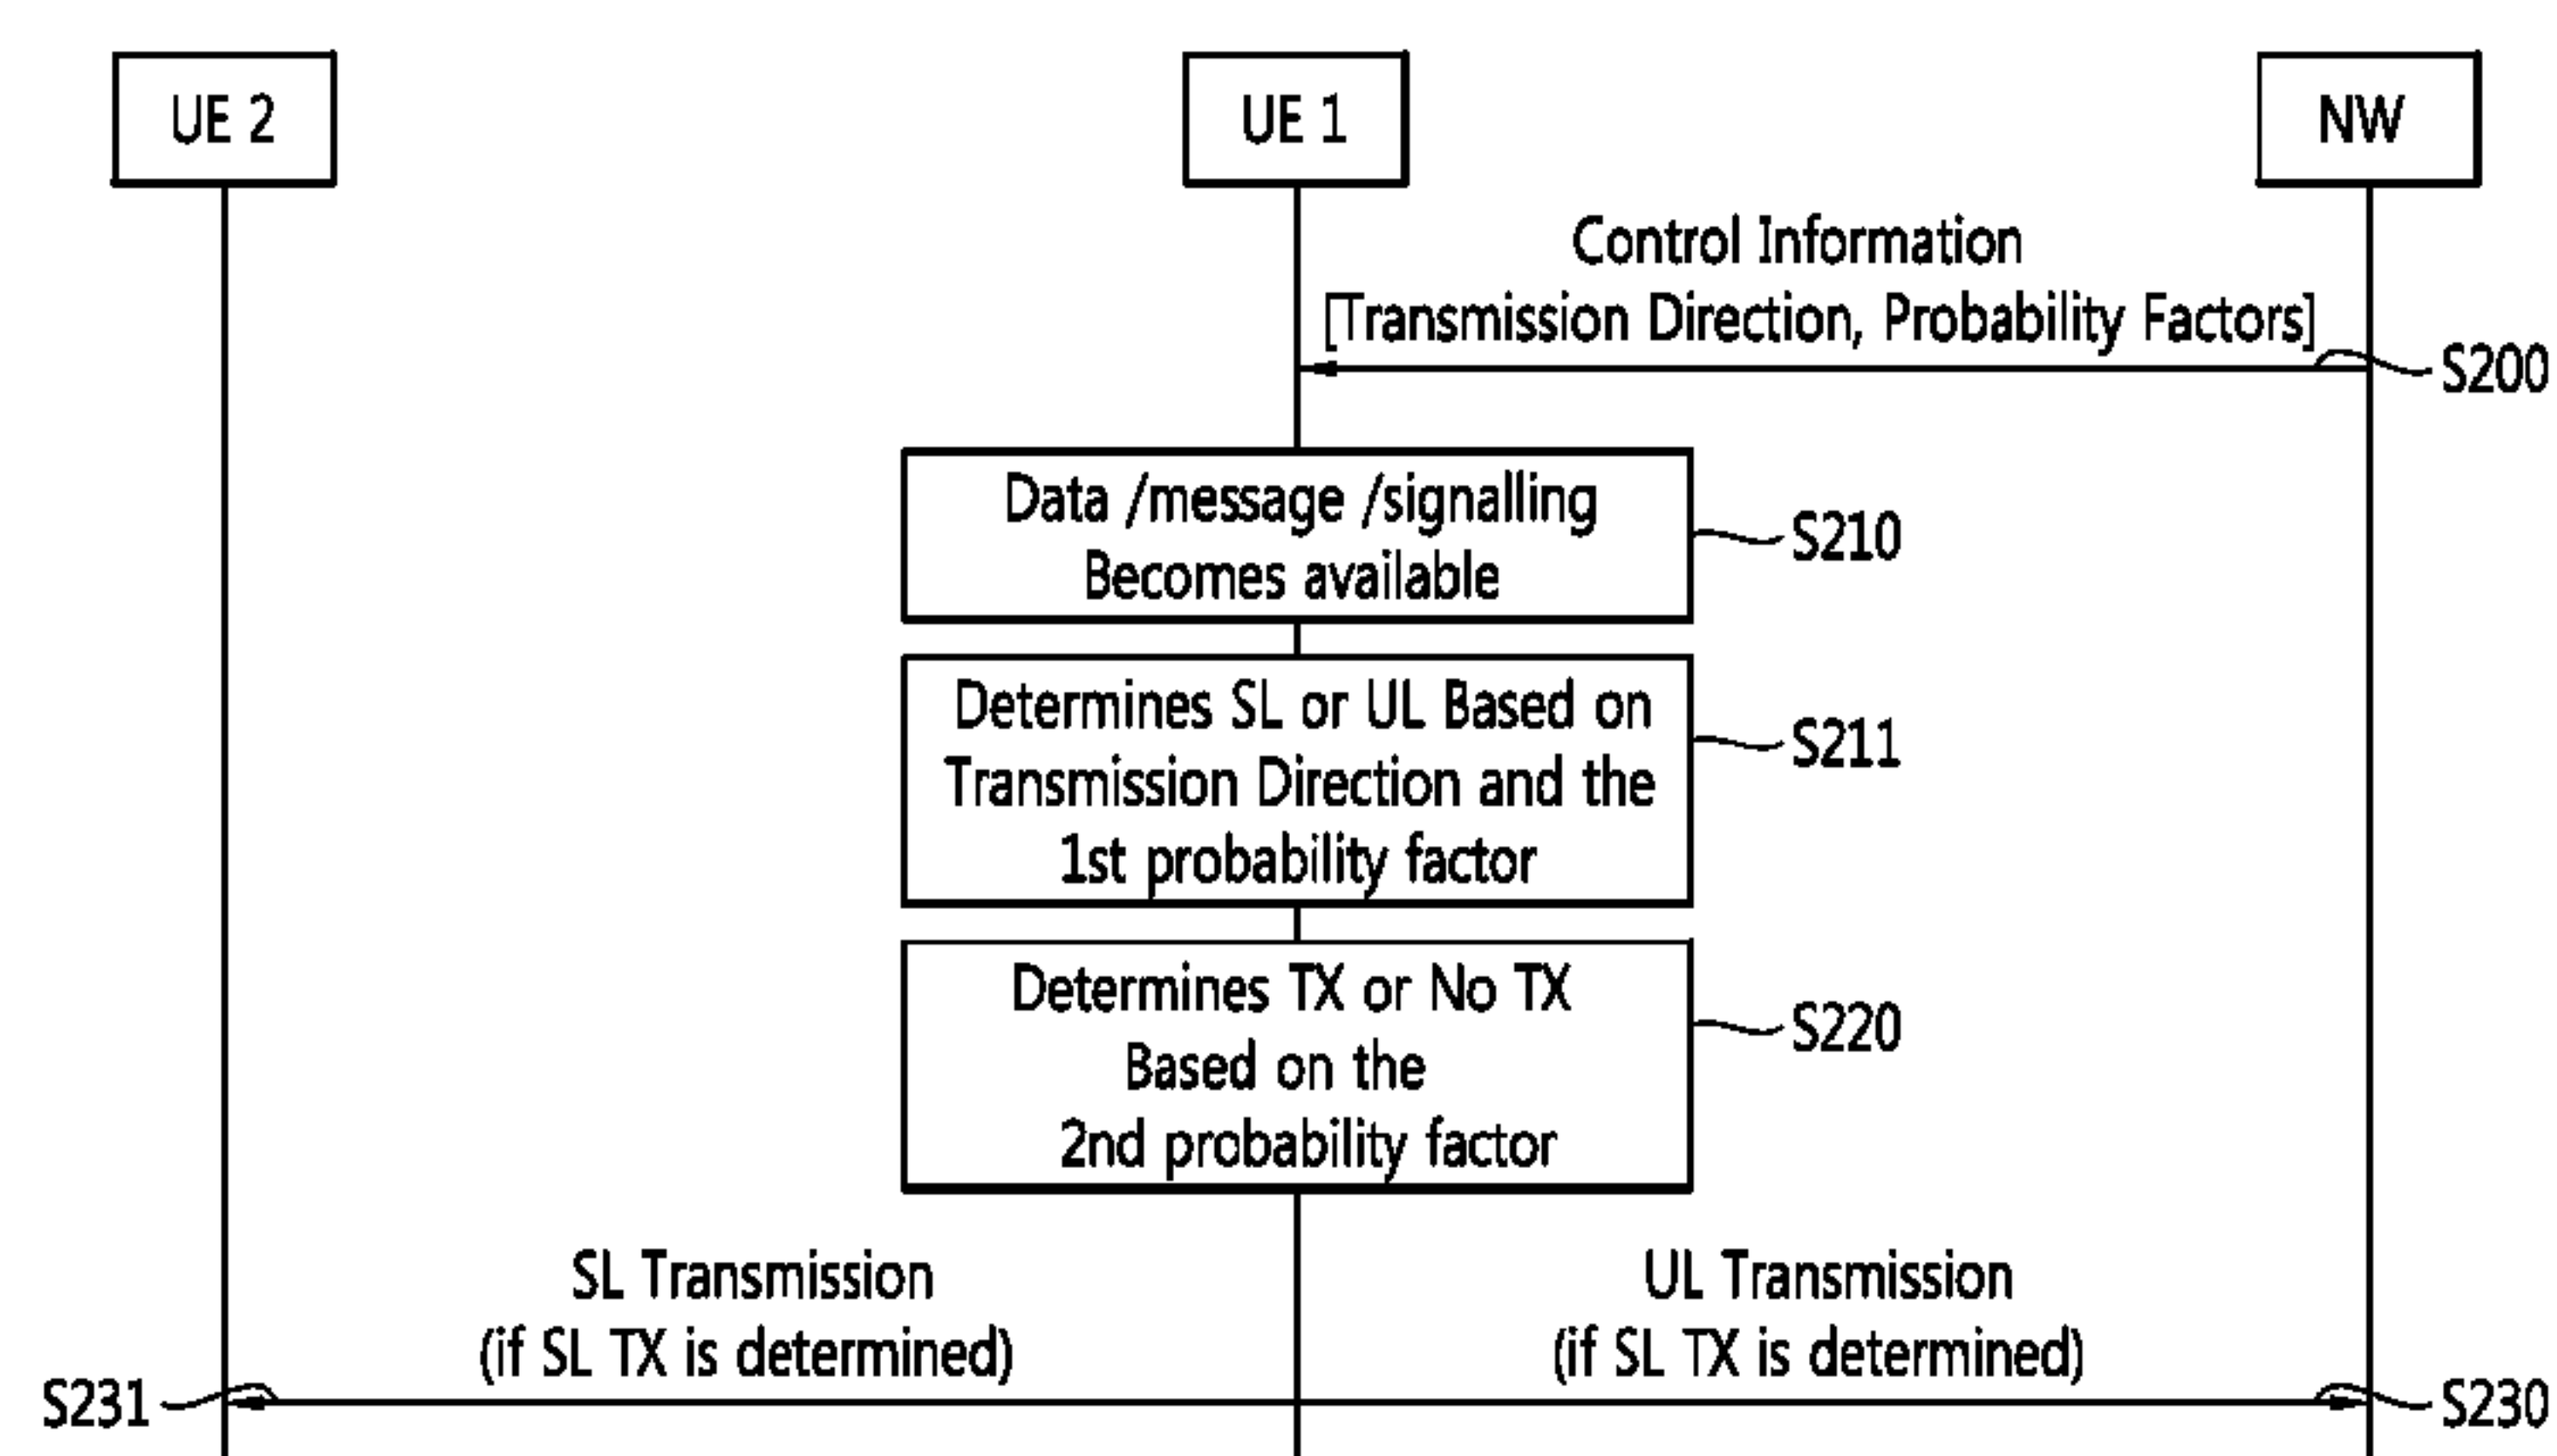 UE 2
UE 1
NW
Control Information
[Transmission Direction, Probability Factors]
S200
Data /message /signalling
Becomes available
S210
Determines SL or UL Based on
Transmission Direction and the
1st probability factor
S211
Determines TX or No TX
Based on the
2nd probability factor
S220
SL Transmission
(if SL TX is determined)
S231
UL Transmission
(if SL TX is determined)
S230